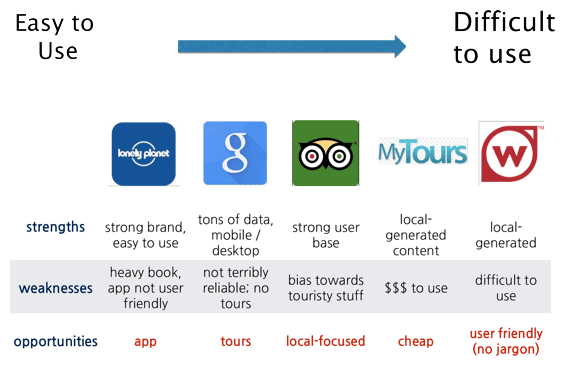 Easy to
Use
Difficult
to use
lonely planet
g
MyTours
w
TM
strengths
strong brand,
easy to use
tons of data,
mobile /
desktop
strong user
base
local-
generated
content
local-
generated
weaknesses
heavy book,
app not user
friendly
not terribly
reliable; no
tours
bias towards
touristy stuff
$$$ to use
difficult to
use
opportunities
app
tours
local-focused
cheap
user friendly
(no jargon)